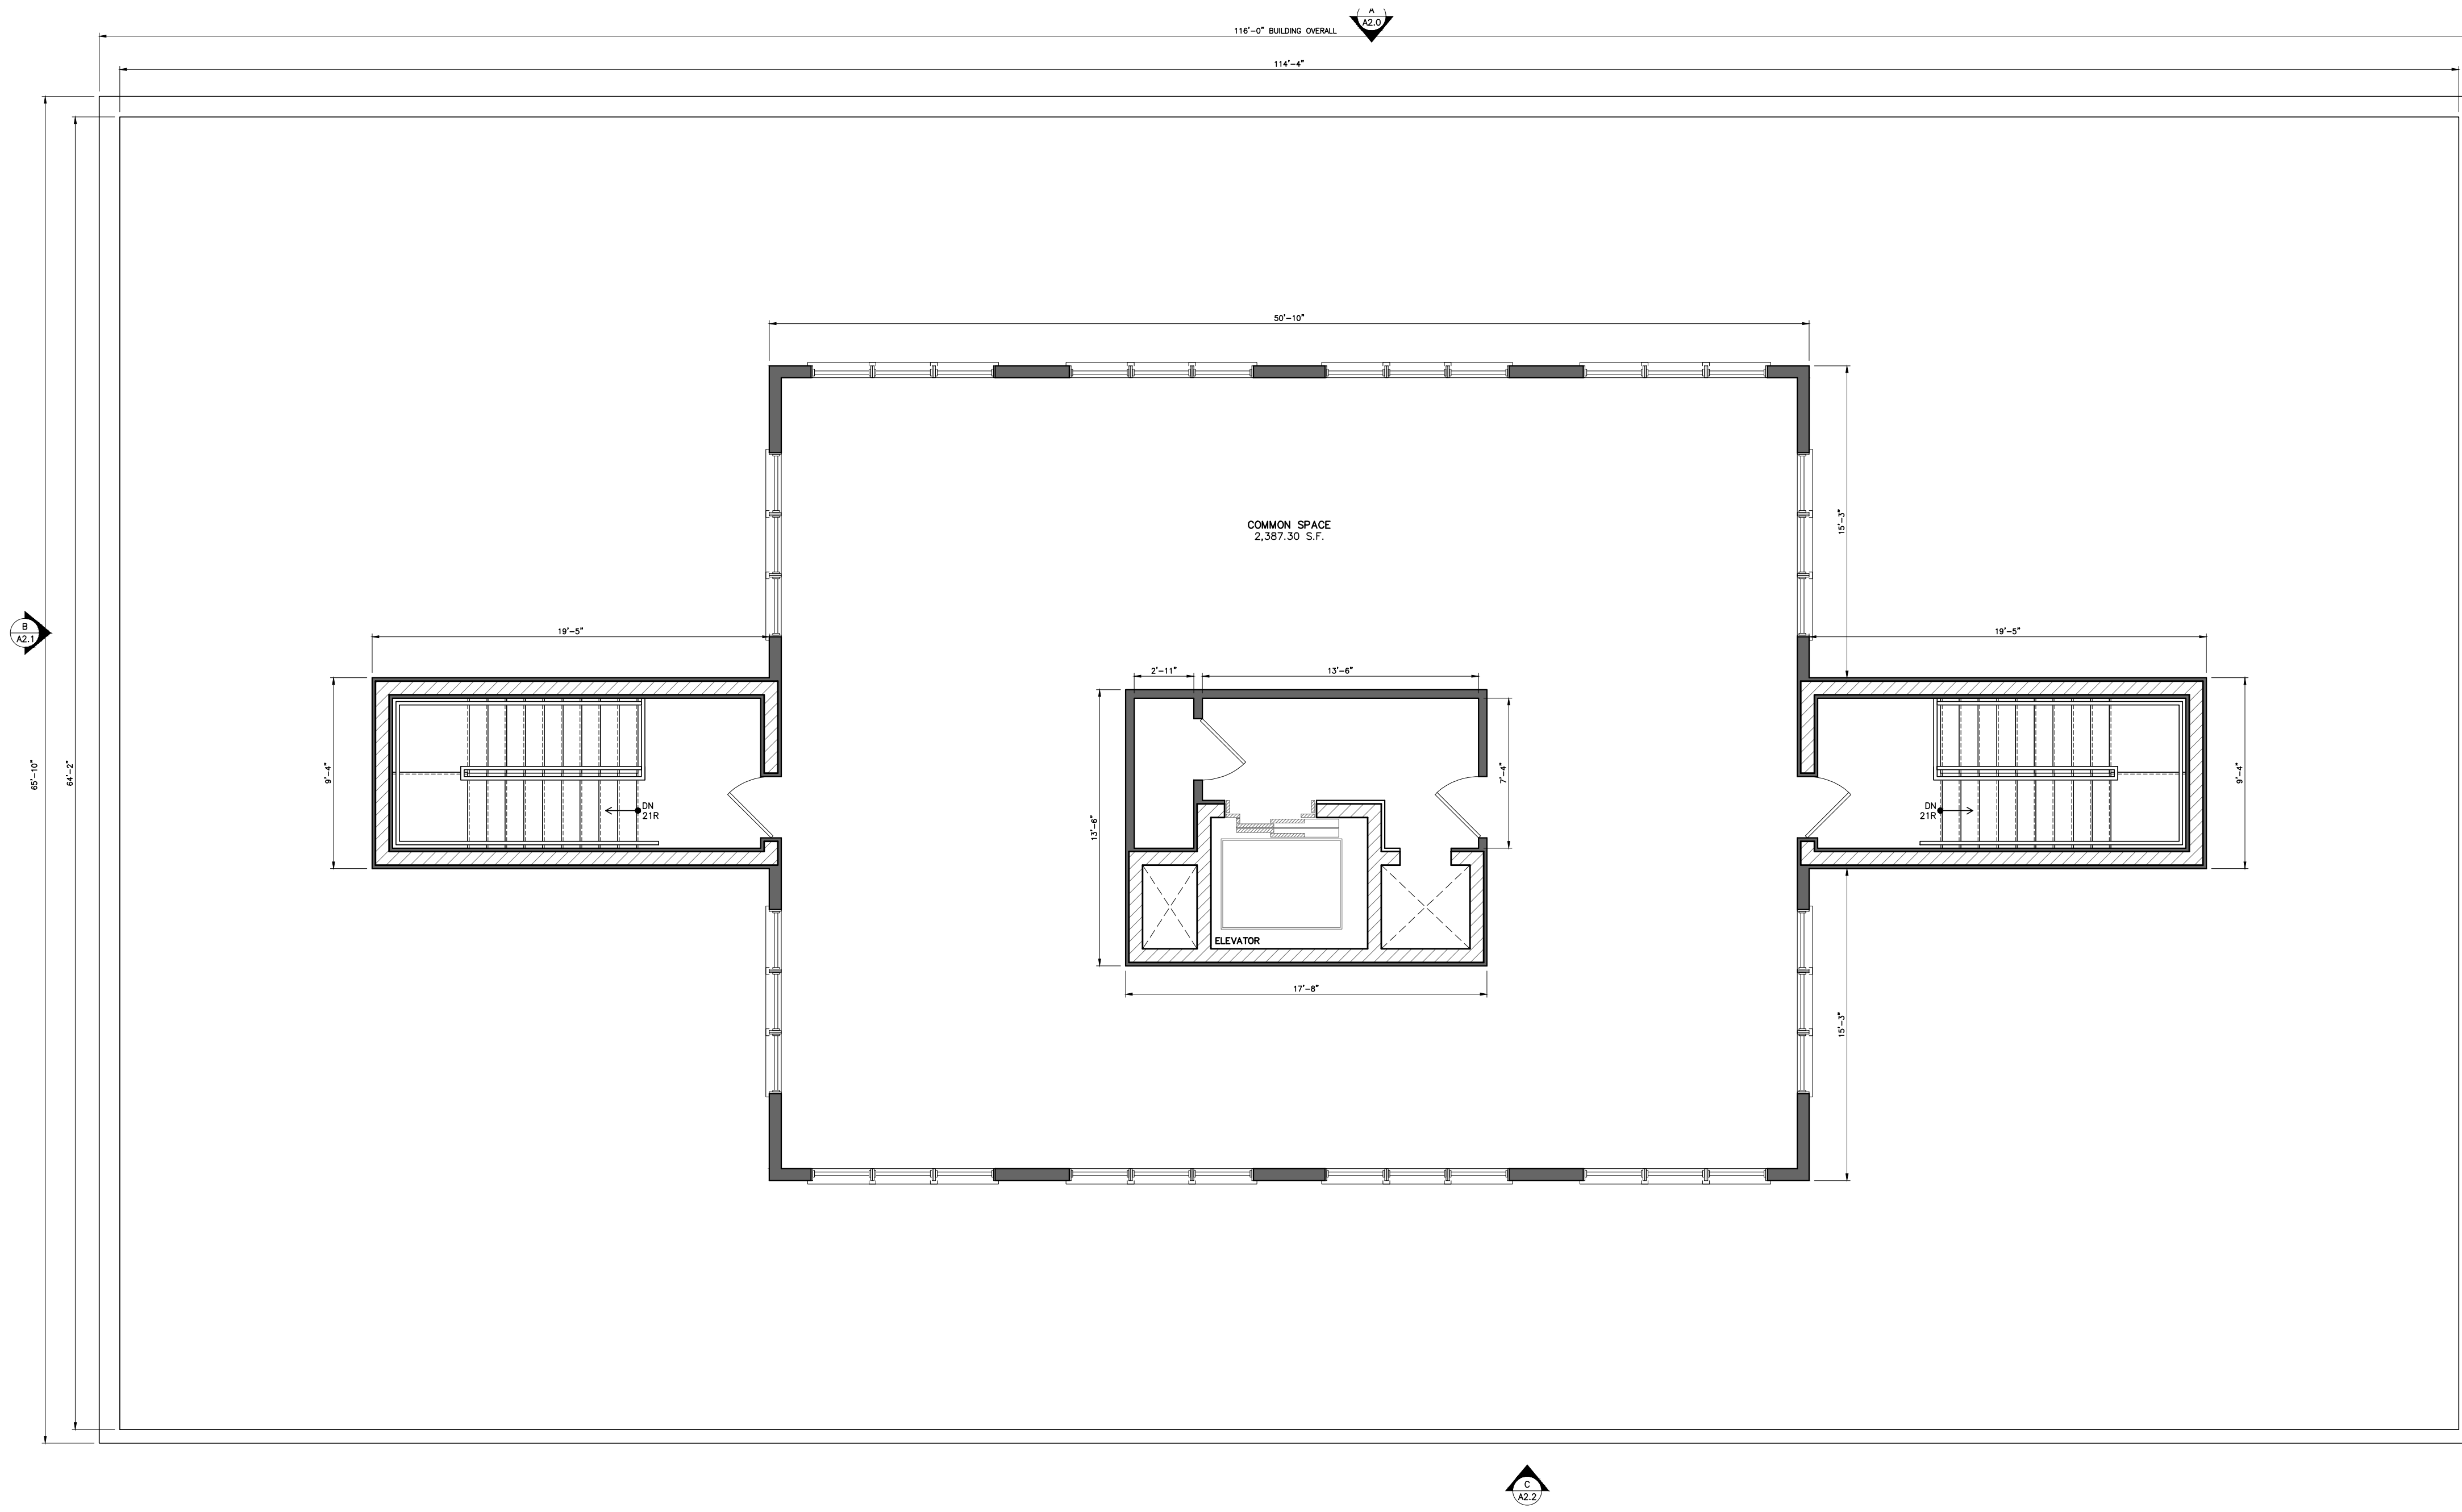 A
A2.0
116'-0" BUILDING OVERALL
114'-4"
50'-10"
COMMON SPACE
2,387.30 S.F.
15'-3"
B
A2.1
19'-5"
19'-5"
2'-11"
13'-6"
65'-10"
64'-2"
9'-4"
7'-4"
9'-4"
DN
21R
DN
21R
13'-6"
ELEVATOR
17'-8"
15'-3"
C
A2.2